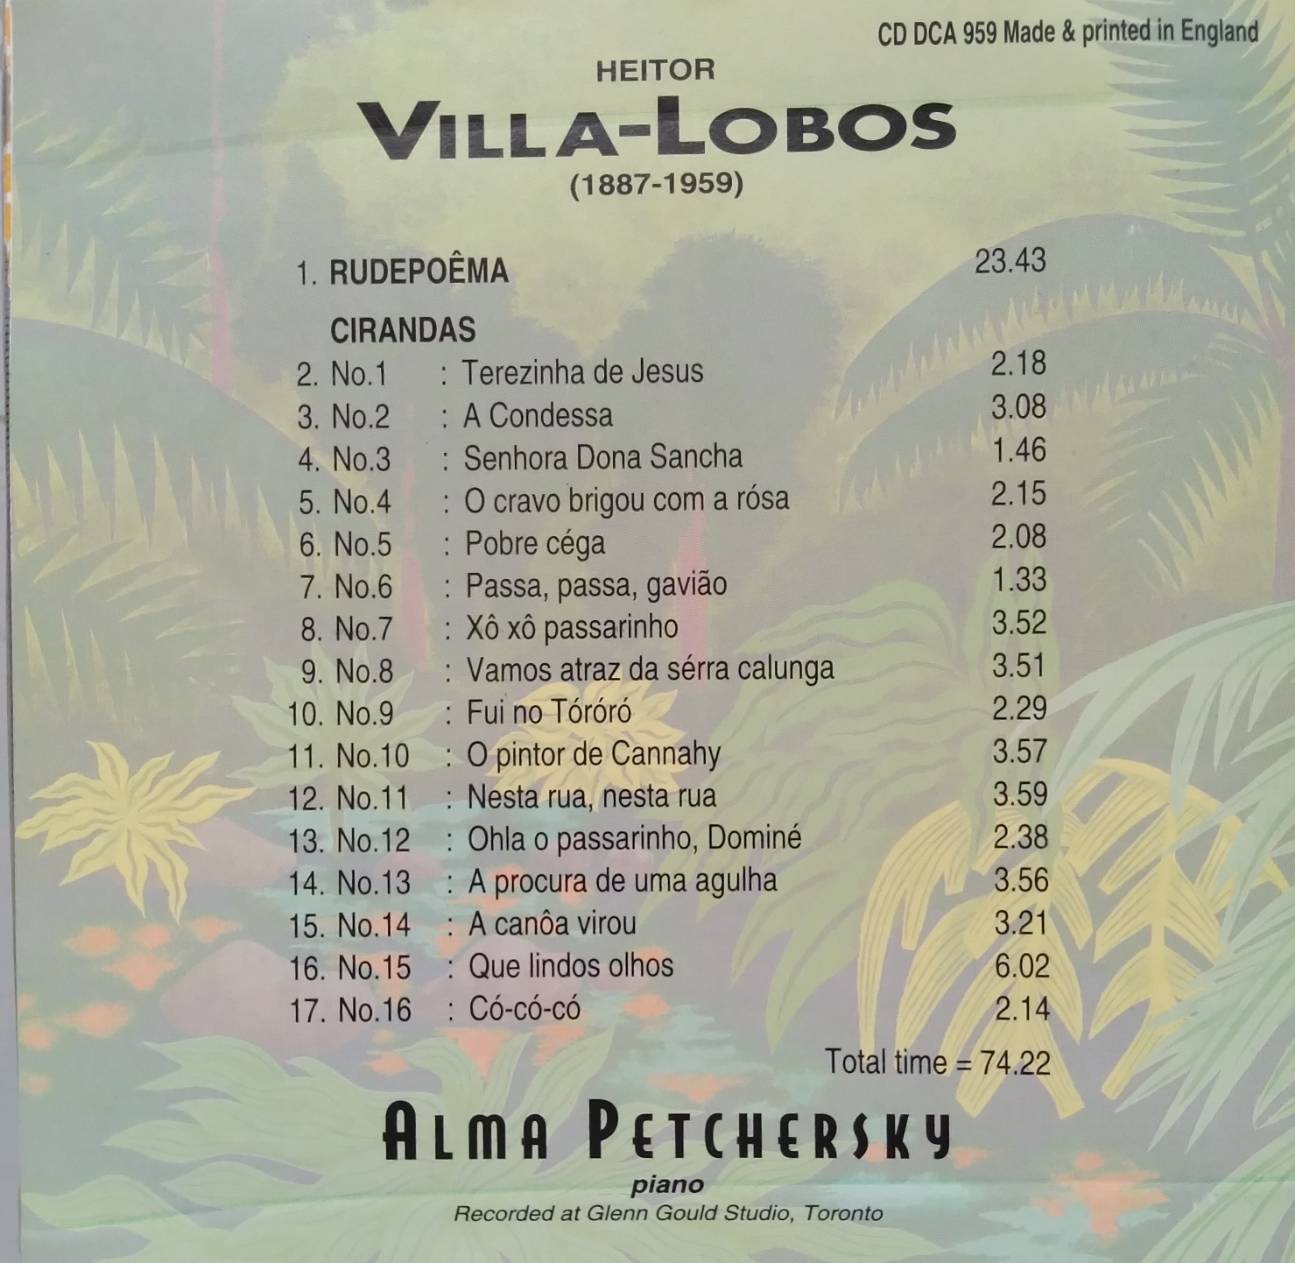 CD DCA 959 Made & printed in England
HEITOR
VILLA-LOBOS
(1887-1959)
1. RUDEPOÊMA 23.43
CIRANDAS
2. No.1 : Terezinha de Jesus 2.18
3. No.2 : A Condessa 3.08
4. No.3 : Senhora Dona Sancha 1.46
5. No.4 : O cravo brigou com a rósa 2.15
6. No.5 : Pobre céga 2.08
7. No.6 : Passa, passa, gavião 1.33
8. No.7 : Xô xô passarinho 3.52
9. No.8 : Vamos atraz da sérra calunga 3.51
10. No.9 : Fui no Tóróró 2.29
11. No.10 : O pintor de Cannahy 3.57
12. No.11 : Nesta rua, nesta rua 3.59
13. No.12 : Ohla o passarinho, Dominé 2.38
14. No.13 : A procura de uma agulha 3.56
15. No.14 : A canôa virou 3.21
16. No.15 : Que lindos olhos 6.02
17. No.16 : Có-có-có 2.14
Total time = 74.22
ALMA PETCHERSKY
piano
Recorded at Glenn Gould Studio, Toronto